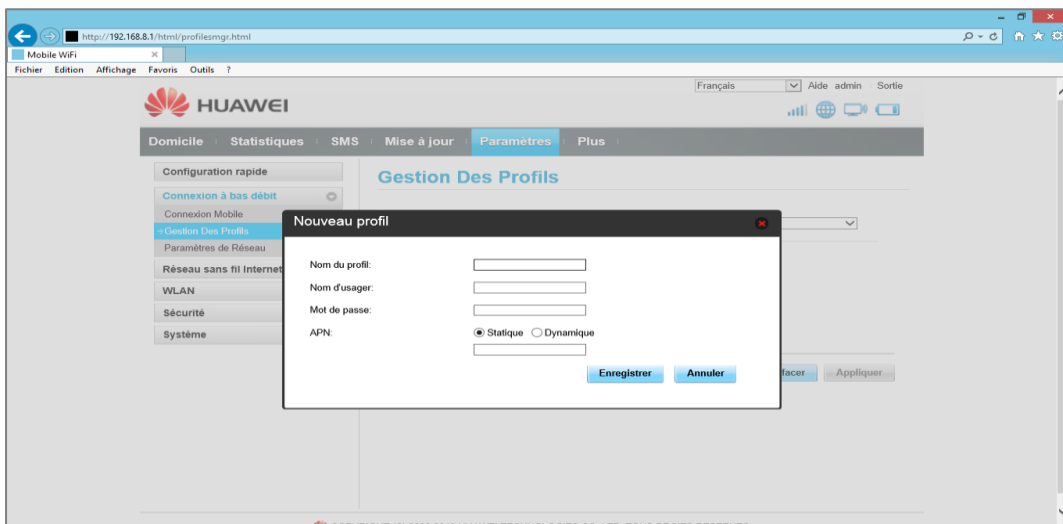 http://192.168.8.1/html/profilesmgr.html
Mobile WiFi
Fichier Edition Affichage Favoris Outils ?
Français Aide admin Sortie
HUAWEI
Domicile Statistiques SMS Mise à jour Paramètres Plus
Configuration rapide
Gestion Des Profils
Connexion à bas débit
Connexion Mobile
Gestion Des Profils
Paramètres de Réseau
Réseau sans fil Internet
WLAN
Sécurité
Système
Nouveau profil
Nom du profil:
Nom d'usager:
Mot de passe:
APN:
Statique Dynamique
Enregistrer Annuler
facer Appliquer